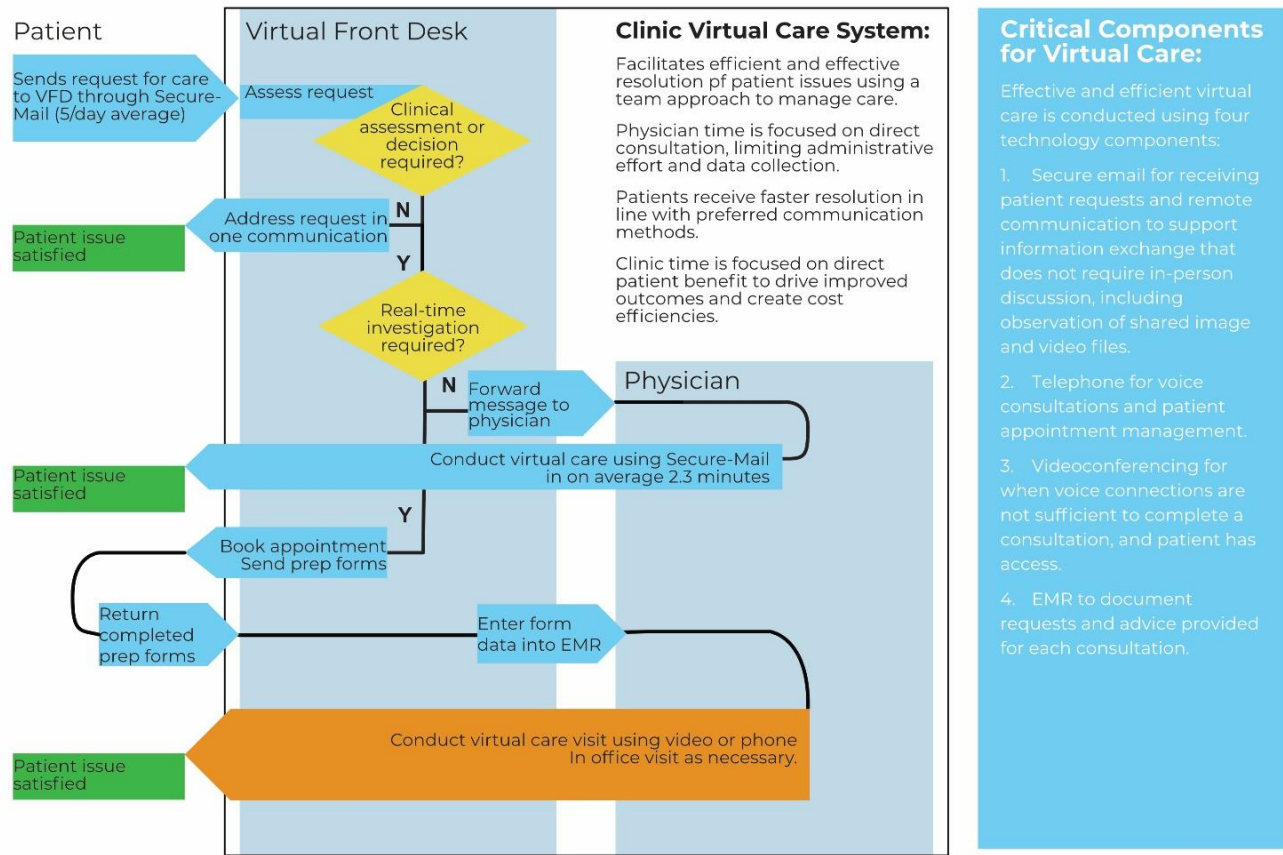 Patient
Virtual Front Desk
Sends request for care
to VFD through Secure-
Mail (5/day average)
Assess request
Clinical
assessment or
decision
required?
N
Address request in
one communication
Patient issue
satisfied
Y
Real-time
investigation
required?
N
Forward
message to
physician
Physician
Conduct virtual care using Secure-Mail
in on average 2.3 minutes
Patient issue
satisfied
Y
Book appointment
Send prep forms
Return
completed
prep forms
Enter form
data into EMR
Conduct virtual care visit using video or phone
In office visit as necessary.
Patient issue
satisfied
Clinic Virtual Care System:
Facilitates efficient and effective
resolution pf patient issues using a
team approach to manage care.
Physician time is focused on direct
consultation, limiting administrative
effort and data collection.
Patients receive faster resolution in
line with preferred communication
methods.
Clinic time is focused on direct
patient benefit to drive improved
outcomes and create cost
efficiencies.
Critical Components
for Virtual Care:
Effective and efficient virtual
care is conducted using four
technology components:
1. Secure email for receiving
patient requests and remote
communication to support
information exchange that
does not require in-person
discussion, including
observation of shared image
and video files.
2. Telephone for voice
consultations and patient
appointment management.
3. Videoconferencing for
when voice connections are
not sufficient to complete a
consultation, and patient has
access.
4. EMR to document
requests and advice provided
for each consultation.